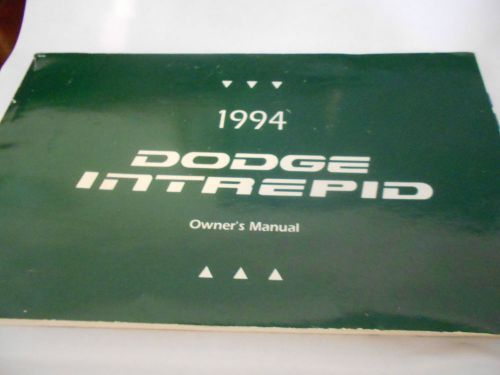 1994
DODGE
INTREPID
Owner's Manual